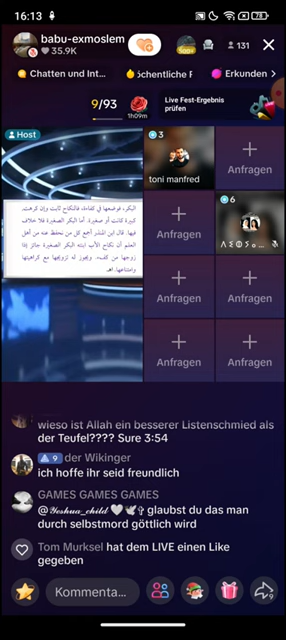 16:13
78
babu-exmoslem
35.9K
500+
131
Chatten und Int...
öchentliche F
Erkunden
9/93
1h09m
Live Fest-Ergebnis
prüfen
Host
3
toni manfred
Anfragen
6
Anfragen
Anfragen
Anfragen
Anfragen
Anfragen
البكر، فوضعها في كفاءة، فالنكاح ثابت وإن كرهت،
كبيرة كانت أو صغيرة. أما البكر الصغيرة فلا خلاف
فيها. قال ابن المنذر أجمع كل من نحفظ عنه من أهل
العلم أن نكاح الأب ابنته البكر الصغيرة جائز إذا
زوجها من كفء، ويجوز له تزويجها مع كراهيتها
وامتناعها. اهـ
wieso ist Allah ein besserer Listenschmied als
der Teufel???? Sure 3:54
9 der Wikinger
ich hoffe ihr seid freundlich
GAMES GAMES GAMES
@𝒴𝑒𝓈𝒽𝓊𝒶_𝒸𝒽𝒾𝓁𝒹 🤍🕊✞ glaubst du das man
durch selbstmord göttlich wird
Tom Murksel hat dem LIVE einen Like
gegeben
Kommenta...
9